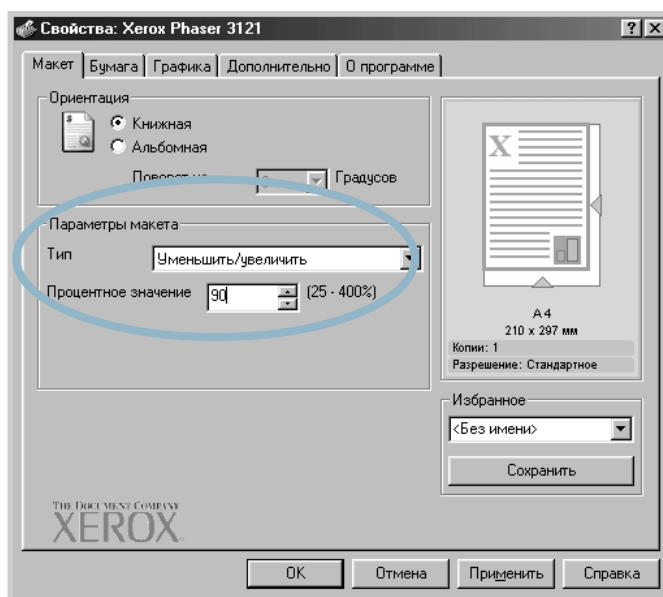 Свойства: Xerox Phaser 3121
Макет Бумага Графика Дополнительно О программе
Ориентация
Книжная
Альбомная
Градусов
Параметры макета
Тип Уменьшить/увеличить
Процентное значение 90 (25 - 400%)
X
A4
210 x 297 мм
Копии: 1
Разрешение: Стандартное
Избранное
<Без имени>
Сохранить
THE DOCUMENT COMPANY
XEROX
OK Отмена Применить Справка